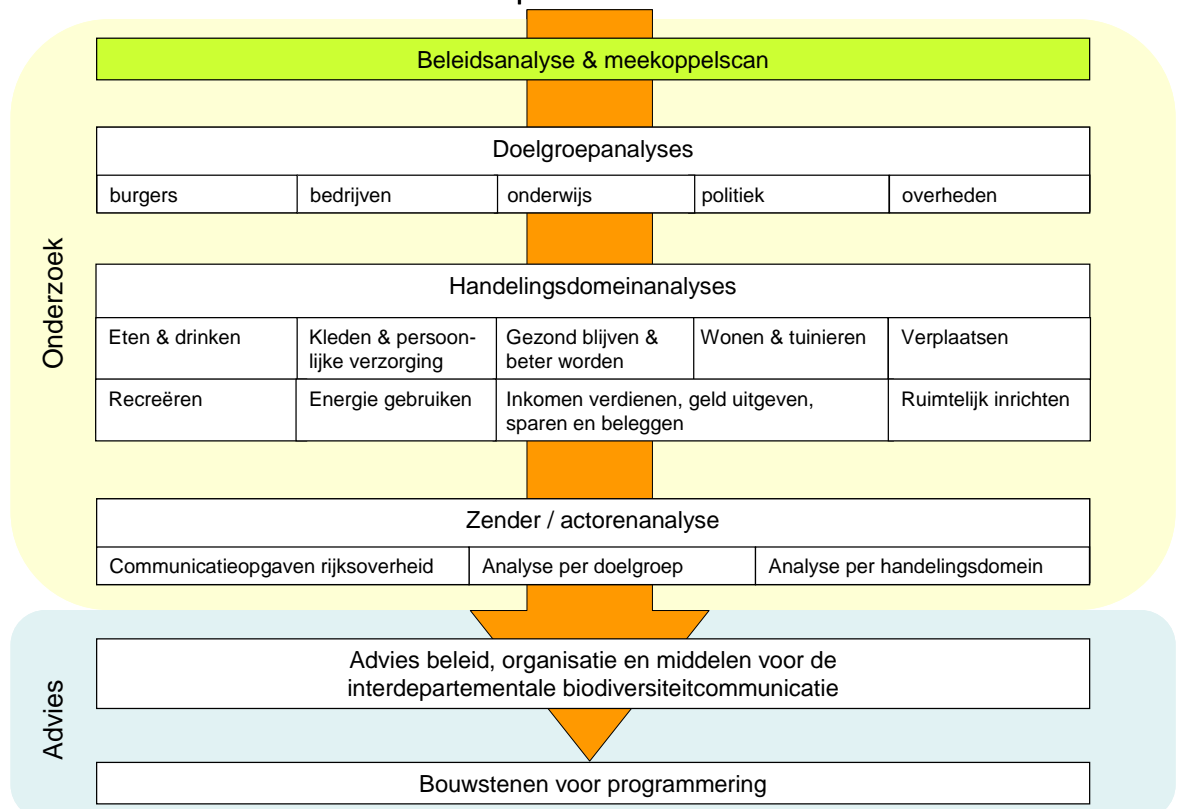 Beleidsanalyse & meekoppelscan
Doelgroepanalyses
burgers
bedrijven
onderwijs
politiek
overheden
Onderzoek
Handelingsdomeinanalyses
Eten & drinken
Kleden & persoon-
lijke verzorging
Gezond blijven &
beter worden
Wonen & tuinieren
Verplaatsen
Recreëren
Energie gebruiken
Inkomen verdienen, geld uitgeven,
sparen en beleggen
Ruimtelijk inrichten
Zender / actorenanalyse
Communicatieopgaven rijksoverheid
Analyse per doelgroep
Analyse per handelingsdomein
Advies
Advies beleid, organisatie en middelen voor de
interdepartementale biodiversiteitcommunicatie
Bouwstenen voor programmering